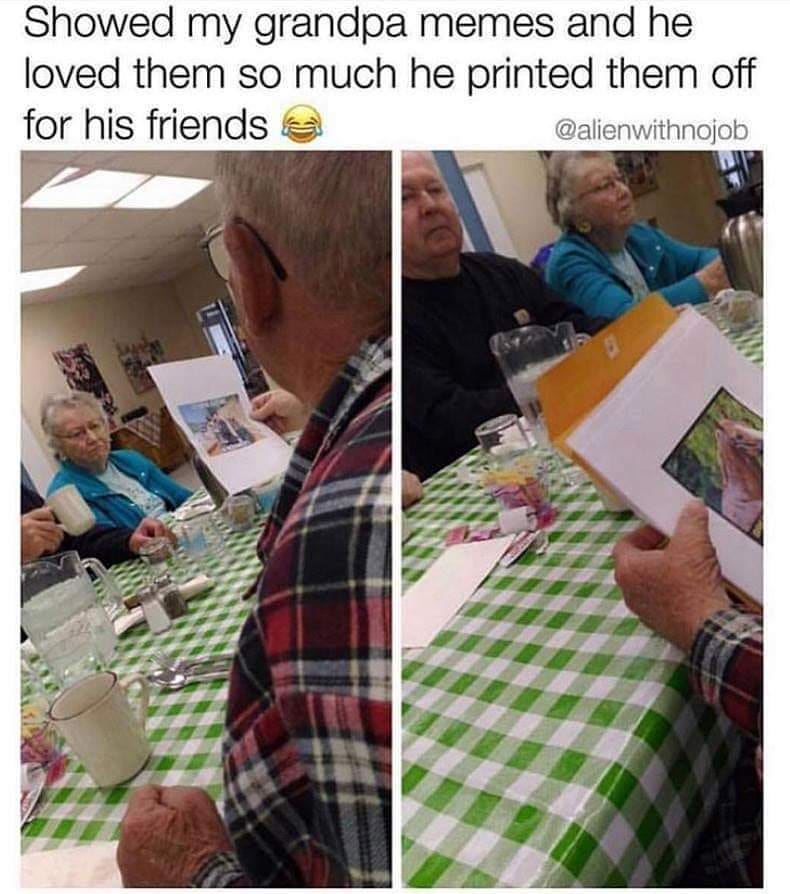 Showed my grandpa memes and he
loved them so much he printed them off
for his friends 😂
@alienwithnojob